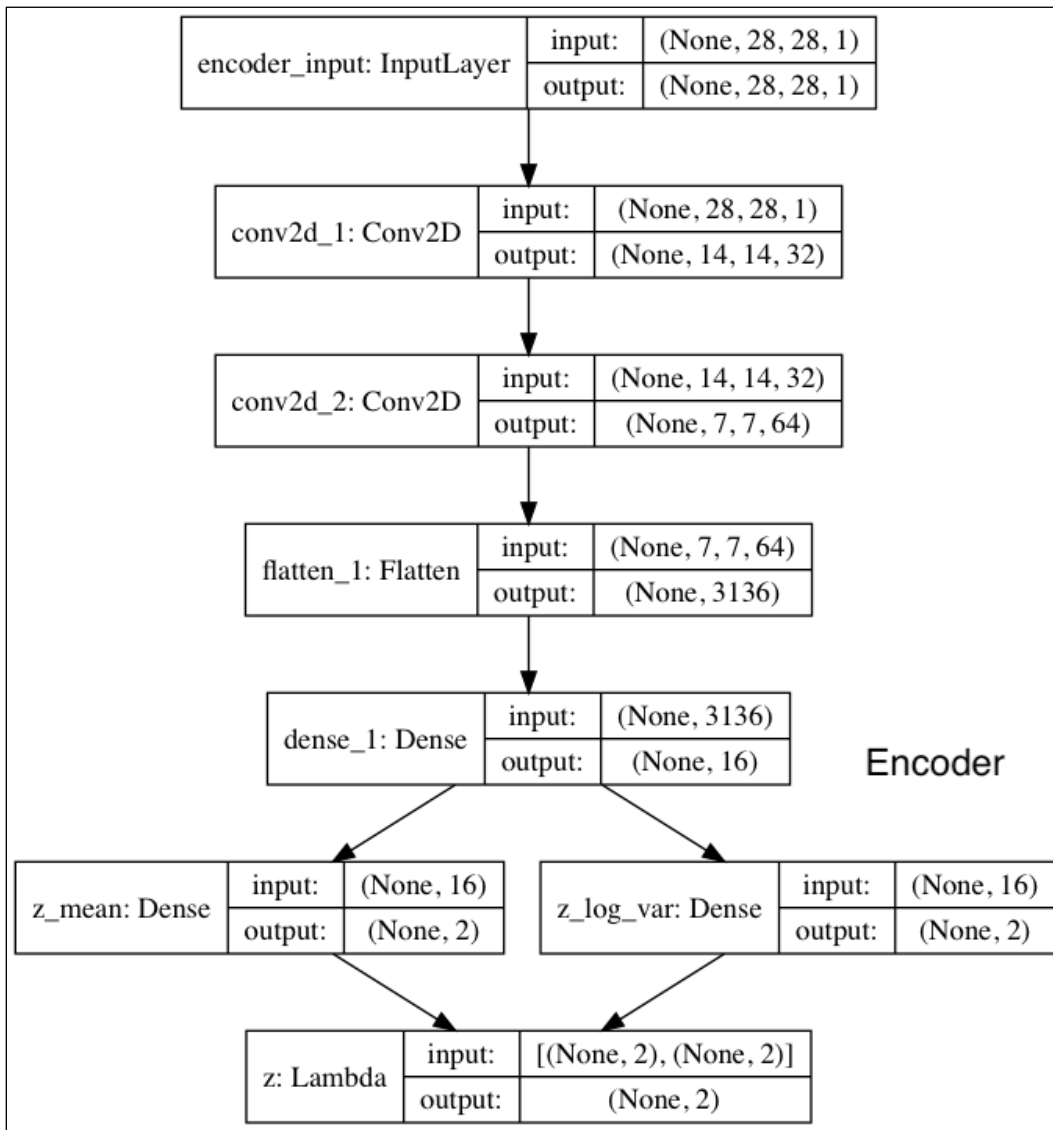 encoder_input: InputLayer
input: (None, 28, 28, 1)
output: (None, 28, 28, 1)
conv2d_1: Conv2D
input: (None, 28, 28, 1)
output: (None, 14, 14, 32)
conv2d_2: Conv2D
input: (None, 14, 14, 32)
output: (None, 7, 7, 64)
flatten_1: Flatten
input: (None, 7, 7, 64)
output: (None, 3136)
dense_1: Dense
input: (None, 3136)
output: (None, 16)
Encoder
z_mean: Dense
input: (None, 16)
output: (None, 2)
z_log_var: Dense
input: (None, 16)
output: (None, 2)
z: Lambda
input: [(None, 2), (None, 2)]
output: (None, 2)